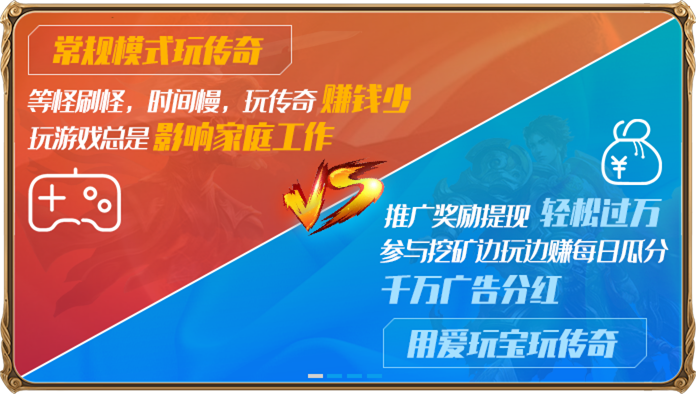 常规模式玩传奇
等怪刷怪，时间慢，玩传奇 赚钱少
玩游戏总是 影响家庭工作
VS
¥
推广奖励提现 轻松过万
参与挖矿边玩边赚每日瓜分
千万广告分红
用爱玩宝玩传奇